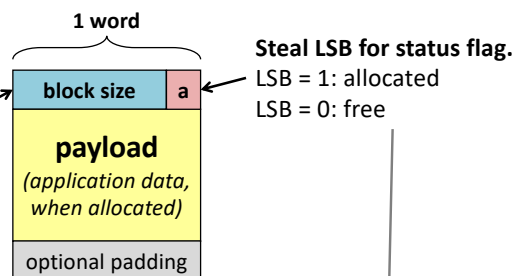 1 word
Steal LSB for status flag.
LSB = 1: allocated
LSB = 0: free
block size
a
payload
(application data,
when allocated)
optional padding